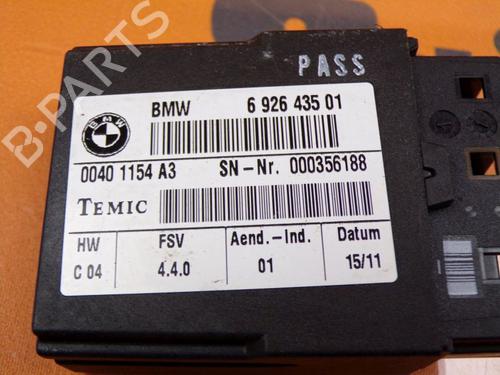 PASS
BMW 6 926 435 01
BMW
0040 1154 A3 SN-Nr. 000356188
TEMIC
HW FSV Aend.-Ind. Datum
C 04 4.4.0 01 15/11
B-PARTS